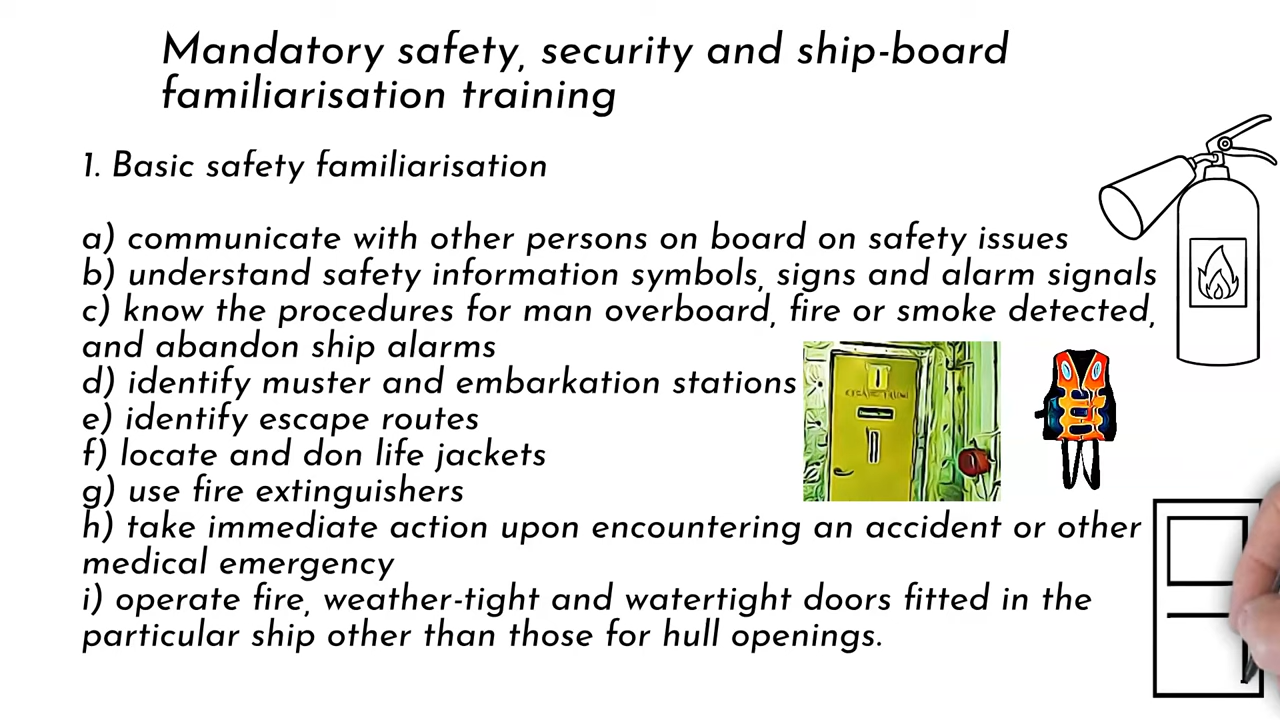 Mandatory safety, security and ship-board
familiarisation training
1. Basic safety familiarisation
a) communicate with other persons on board on safety issues
b) understand safety information symbols, signs and alarm signals
c) know the procedures for man overboard, fire or smoke detected,
and abandon ship alarms
d) identify muster and embarkation stations
e) identify escape routes
f) locate and don life jackets
g) use fire extinguishers
h) take immediate action upon encountering an accident or other
medical emergency
i) operate fire, weather-tight and watertight doors fitted in the
particular ship other than those for hull openings.